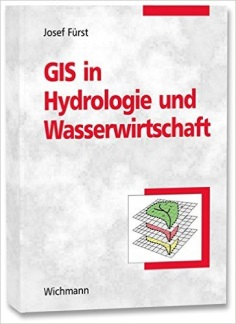 Josef Fürst
GIS in
Hydrologie und
Wasserwirtschaft
Wichmann